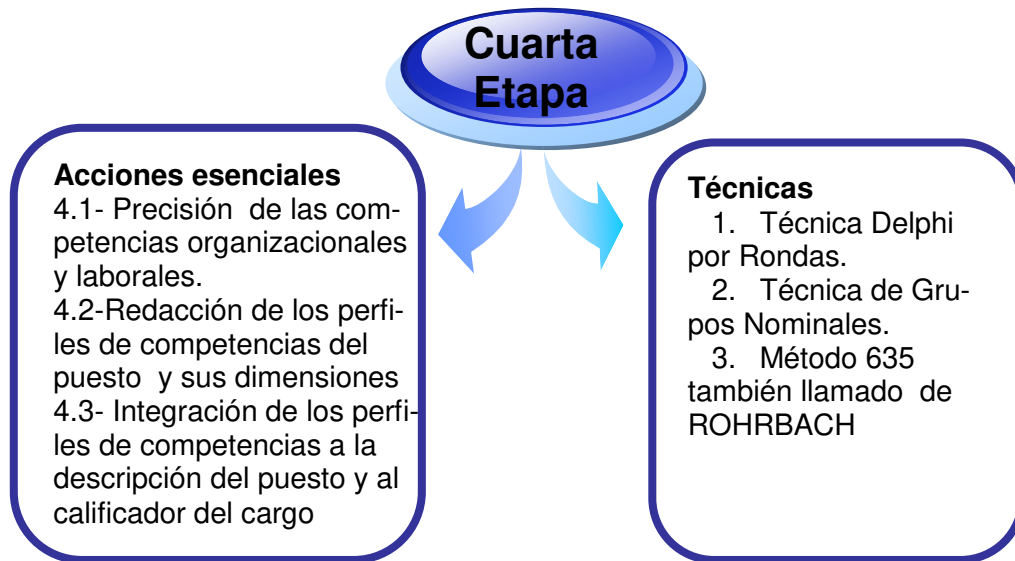 Cuarta
Etapa
Acciones esenciales
4.1- Precisión de las com-
petencias organizacionales
y laborales.
4.2-Redacción de los perfi-
les de competencias del
puesto y sus dimensiones
4.3- Integración de los perfi-
les de competencias a la
descripción del puesto y al
calificador del cargo
Técnicas
1. Técnica Delphi
por Rondas.
2. Técnica de Gru-
pos Nominales.
3. Método 635
también llamado de
ROHRBACH